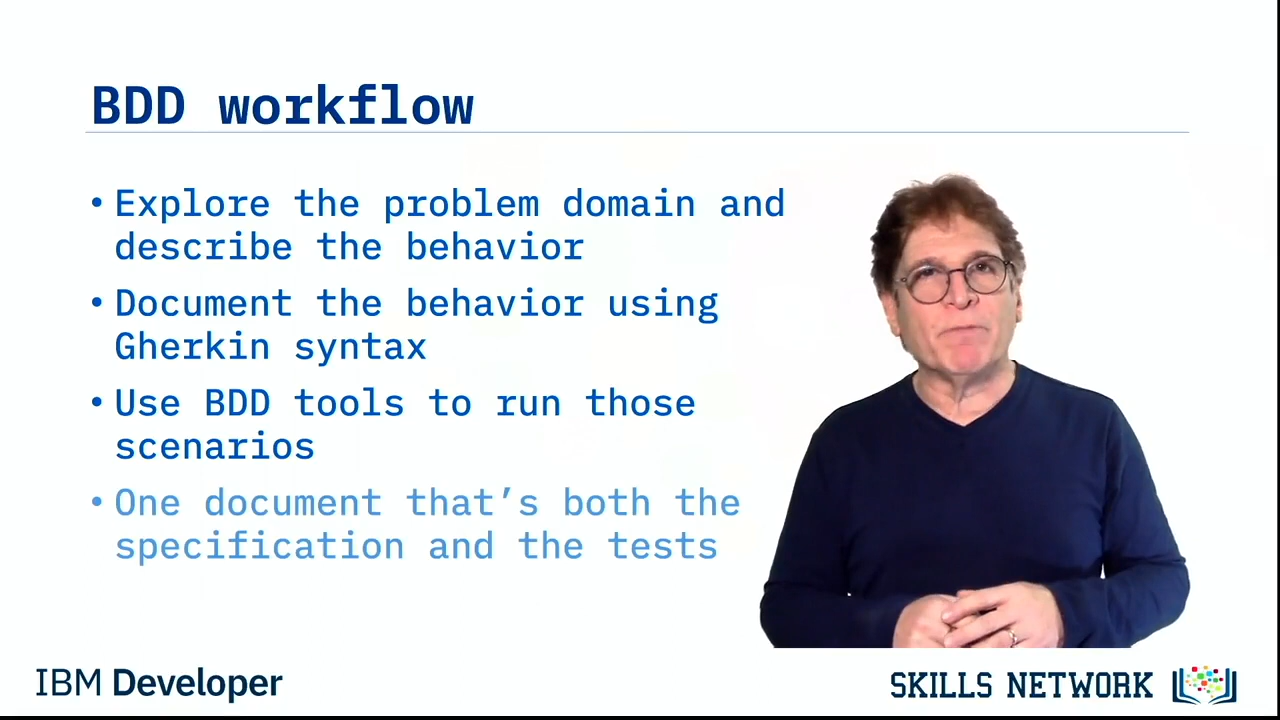 BDD workflow
• Explore the problem domain and
describe the behavior
• Document the behavior using
Gherkin syntax
• Use BDD tools to run those
scenarios
• One document that’s both the
specification and the tests
IBM Developer
SKILLS NETWORK